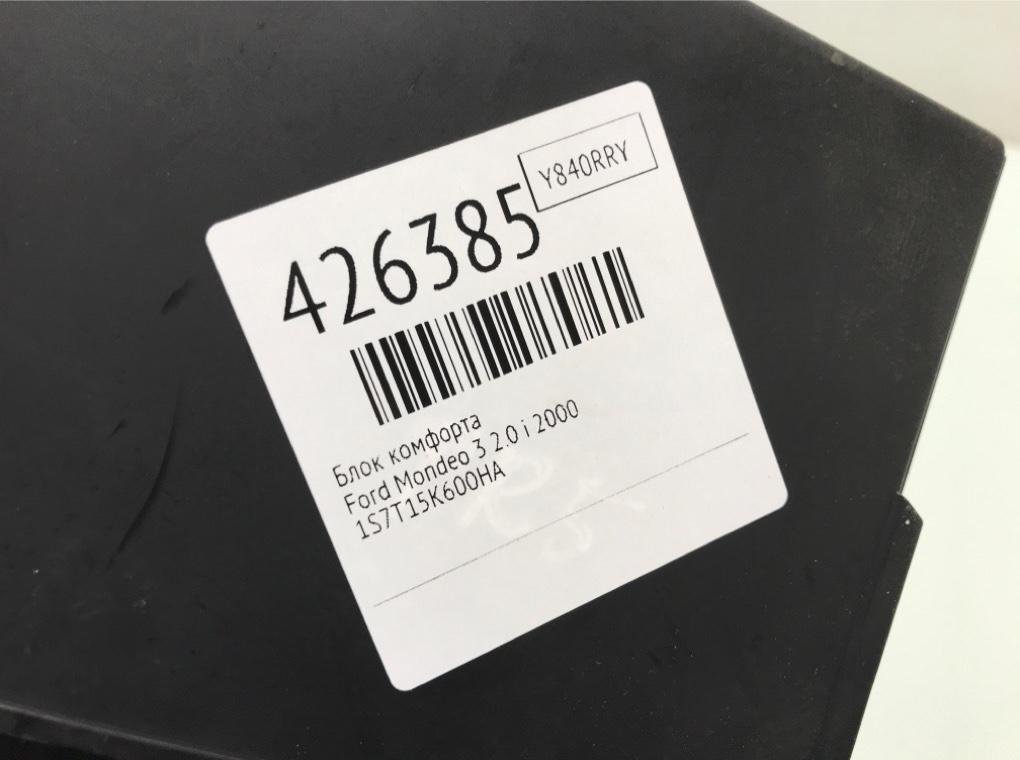 Y840RRY
426385
Блок комфорта
Ford Mondeo 3 2.0 i 2000
1S7T15K600HA